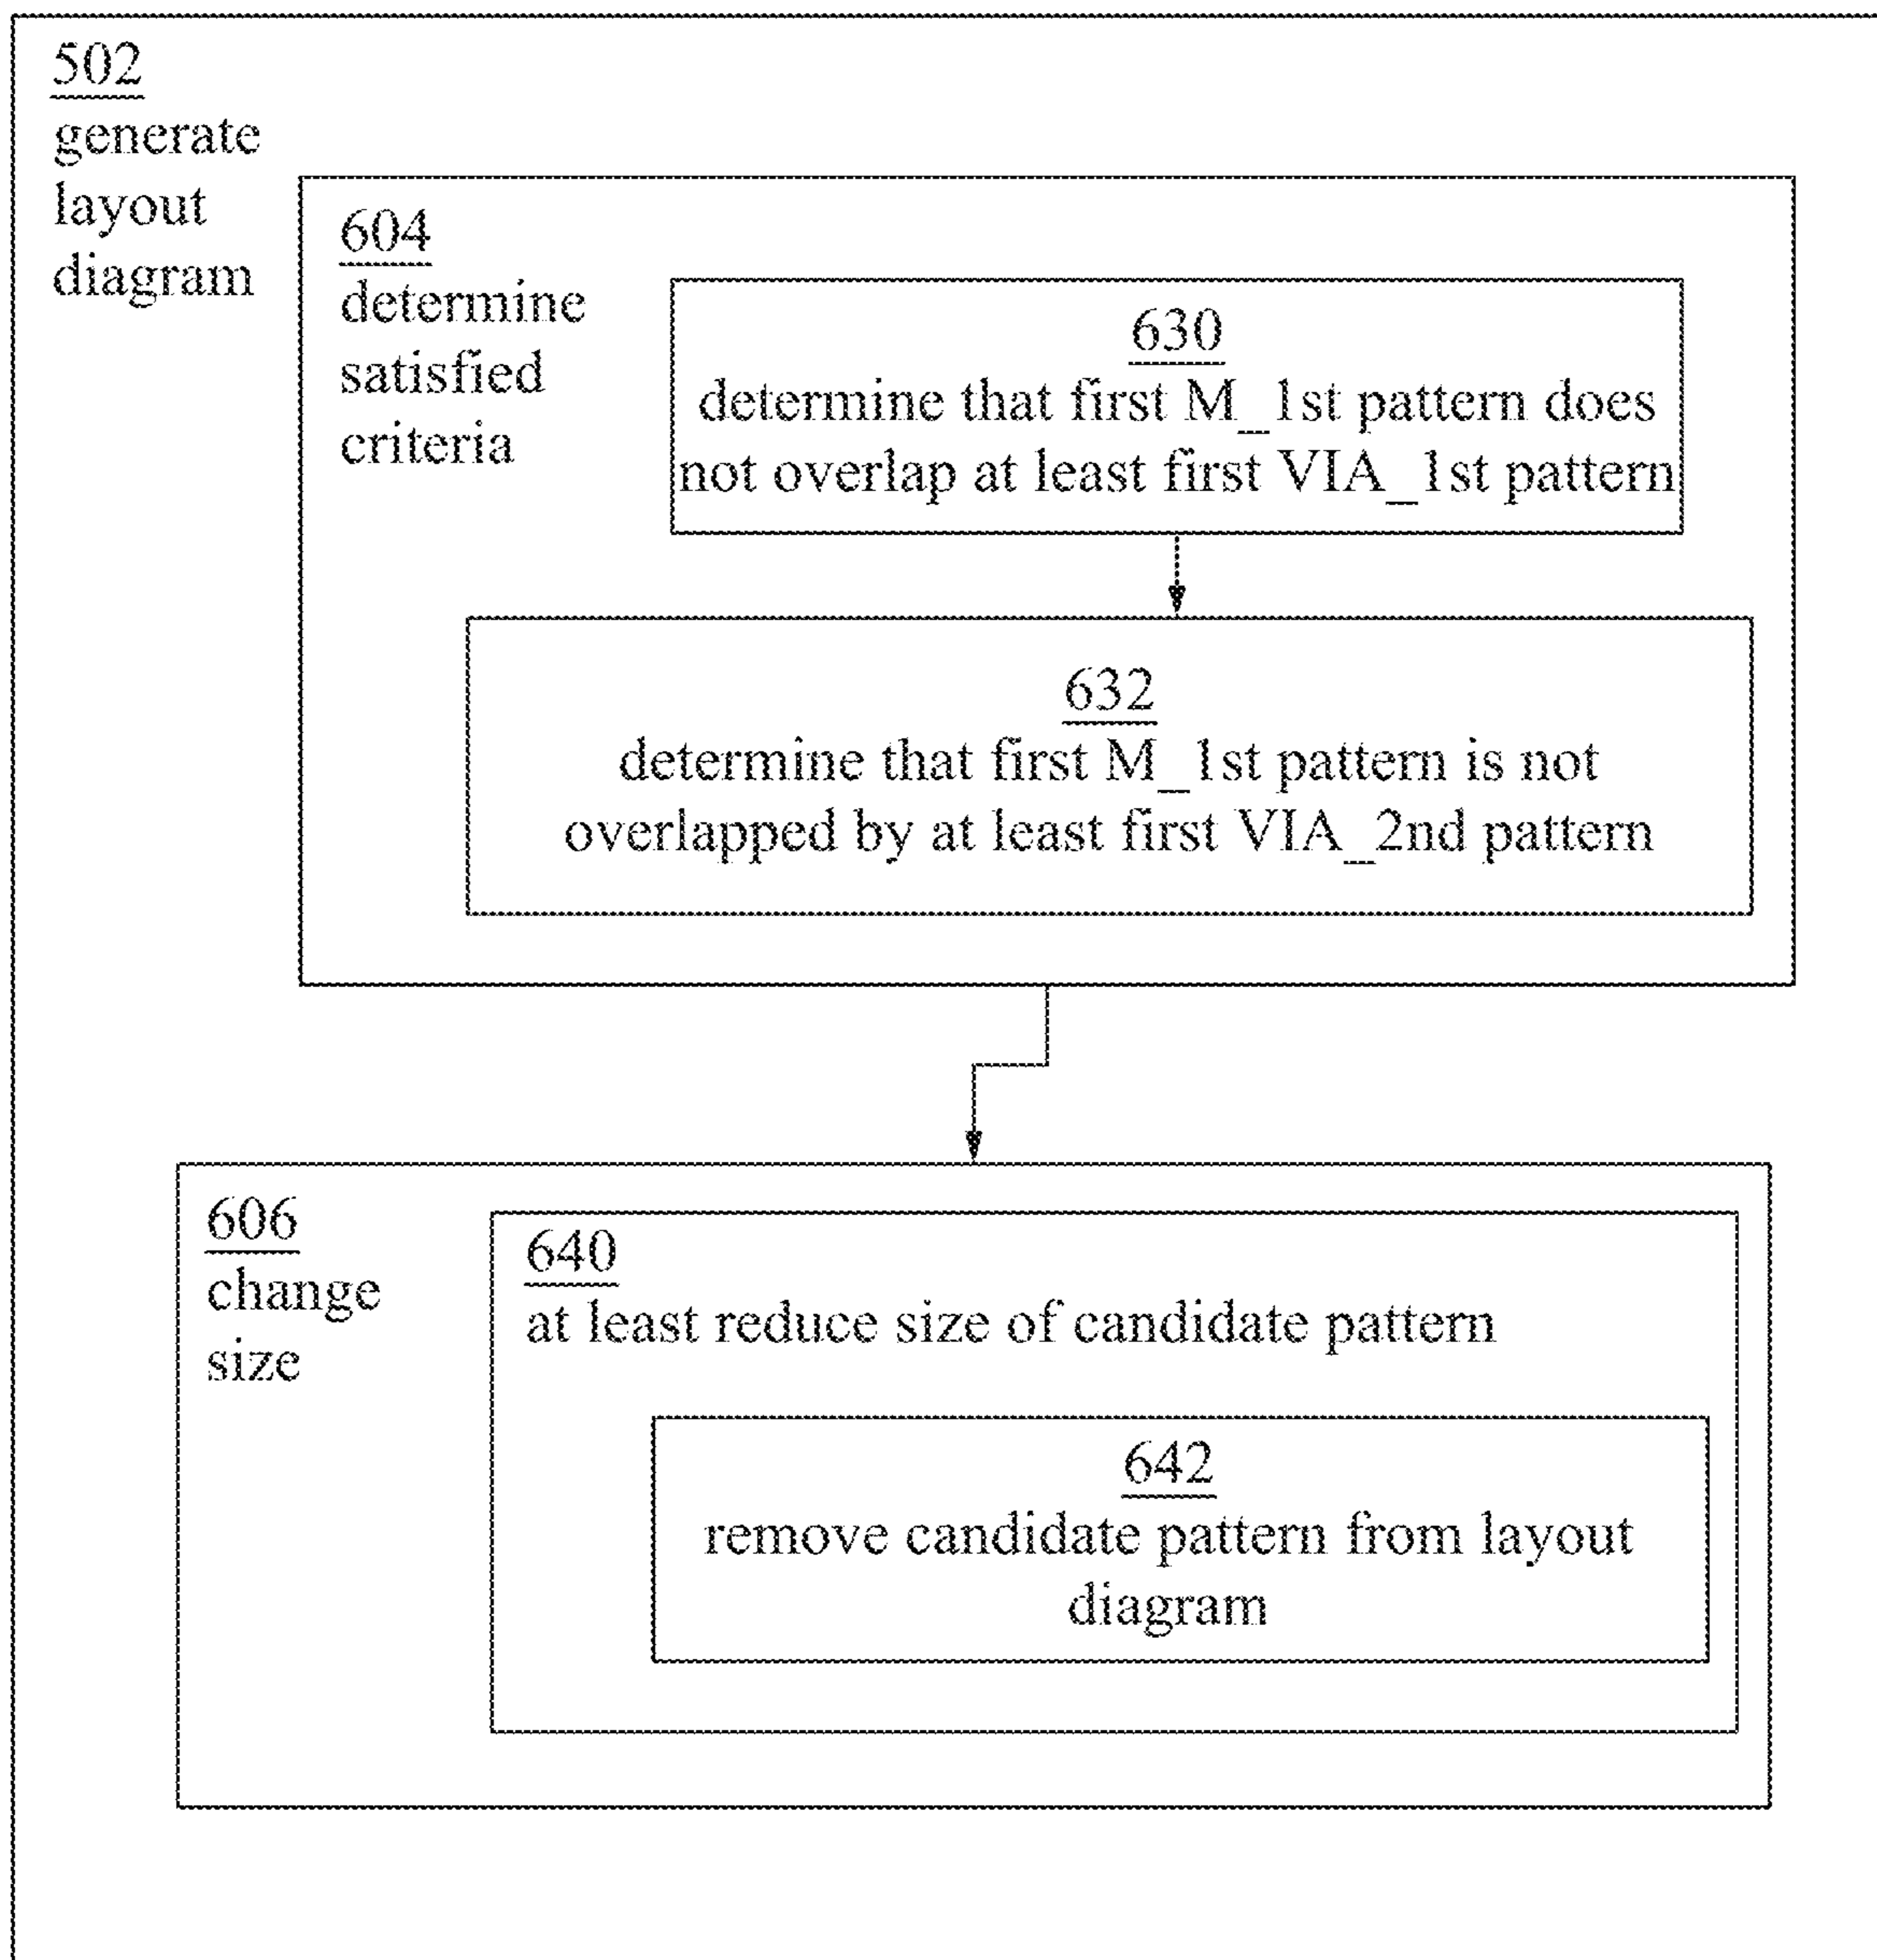 502
generate
layout
diagram
604
determine
satisfied
criteria
630
determine that first M_1st pattern does
not overlap at least first VIA_1st pattern
632
determine that first M_1st pattern is not
overlapped by at least first VIA_2nd pattern
606
change
size
640
at least reduce size of candidate pattern
642
remove candidate pattern from layout
diagram